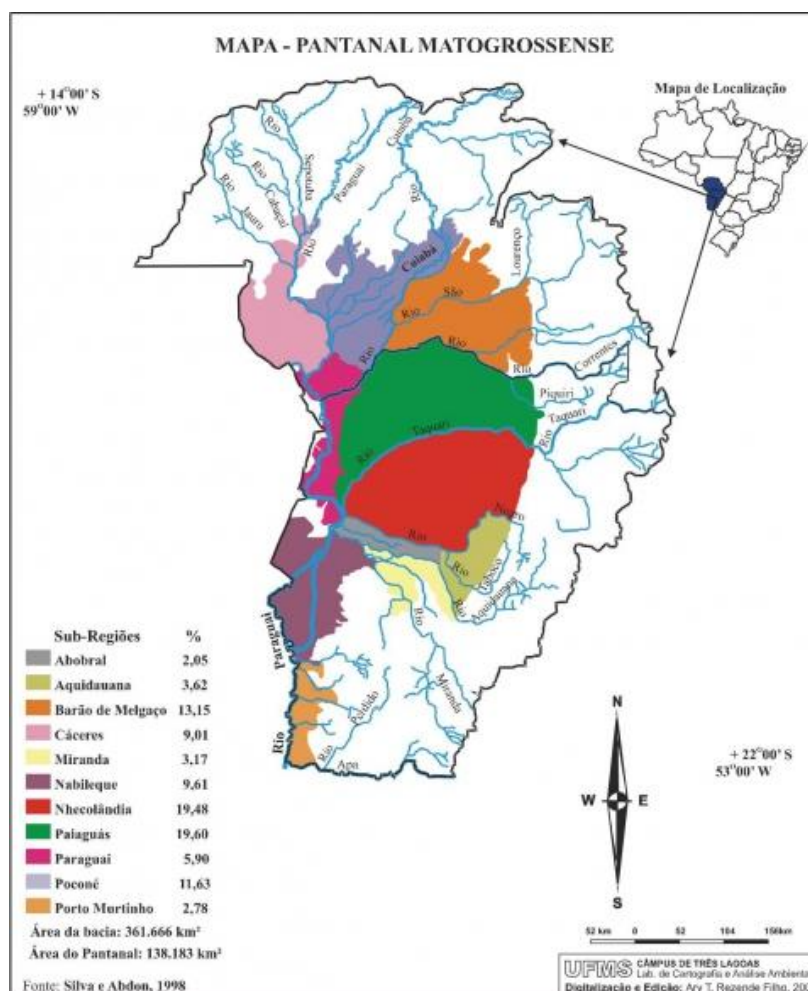 MAPA - PANTANAL MATOGROSSENSE
+ 14°00' S
59°00' W
Mapa de Localização
Rio
Sepotuba
Rio
Cabaçal
Rio
Jauru
Paraguai
Rio
Cuiabá
Rio
Cuiabá
Rio
São
Lourenço
Rio
Rio
Rio
Correntes
Piquiri
Taquari
Rio
Taquari
Rio
Negro
Rio
Rio
Taboco
Aquidauana
Rio
Rio
Miranda
Paraguai
Rio
Perdido
Rio
Apa
Sub-Regiões %
Abobral 2,05
Aquidauana 3,62
Barão de Melgaço 13,15
Cáceres 9,01
Miranda 3,17
Nabileque 9,61
Nhecolândia 19,48
Paiaguás 19,60
Paraguai 5,90
Poconé 11,63
Porto Murtinho 2,78
Área da bacia: 361.666 km²
Área do Pantanal: 138.183 km²
Fonte: Silva e Abdon, 1998
+ 22°00' S
53°00' W
N
W E
S
52 km 0 52 104 156km
UFMS CÂMPUS DE TRÊS LAGOAS
Lab. de Cartografia e Análise Ambienta
Digitalização e Edição: Ary T. Rezende Filho, 20